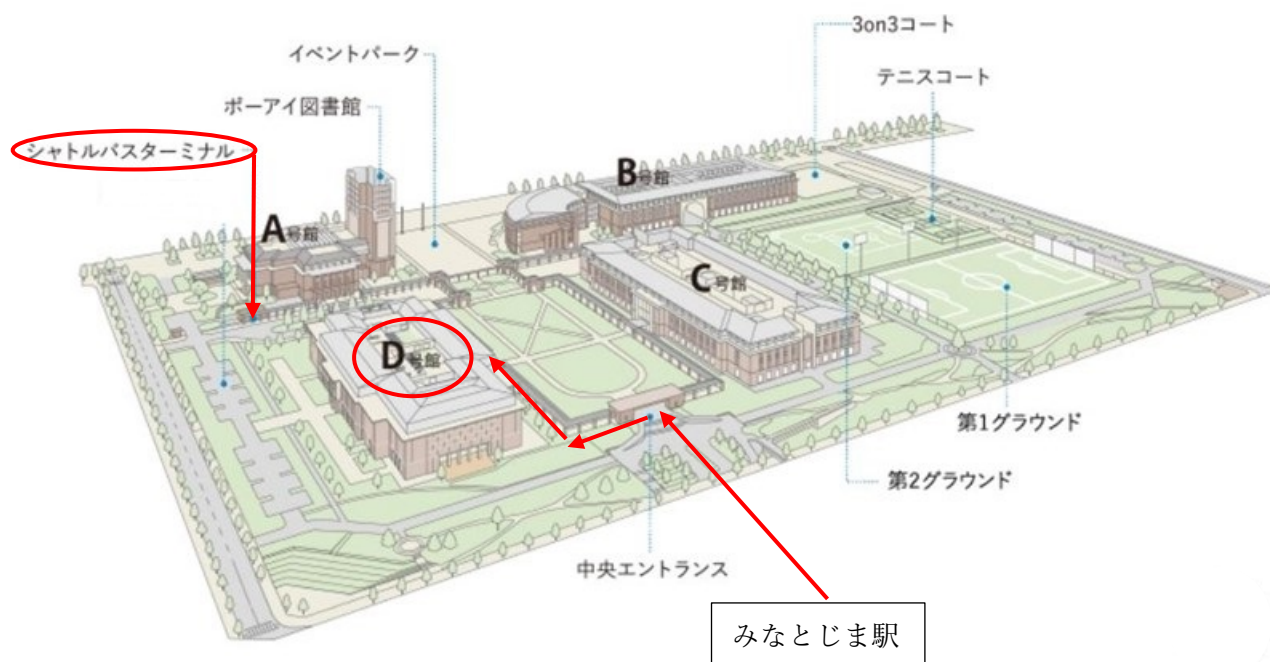 3on3コート
イベントパーク
テニスコート
ポーアイ図書館
シャトルバスターミナル
B号館
A号館
C号館
D号館
第1グラウンド
第2グラウンド
中央エントランス
みなとじま駅